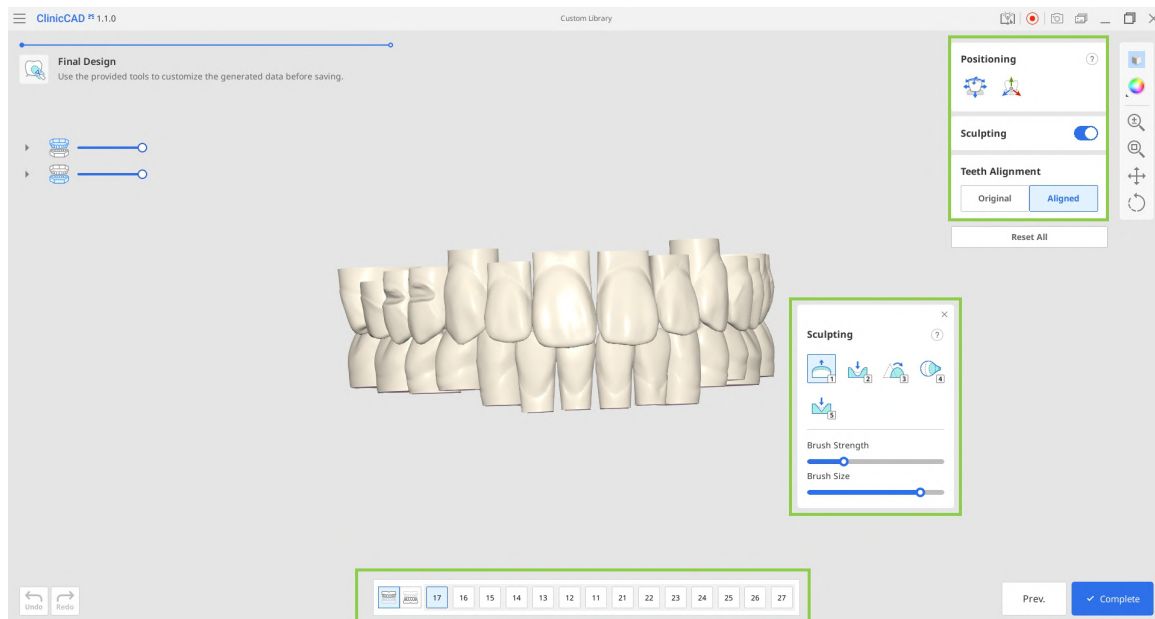 ClinicCAD 1.1.0
Custom Library
Final Design
Use the provided tools to customize the generated data before saving.
Positioning
?
Sculpting
Teeth Alignment
Original Aligned
Reset All
Sculpting
?
1 2 3 4
5
Brush Strength
Brush Size
Undo Redo
17 16 15 14 13 12 11 21 22 23 24 25 26 27
Prev. Complete